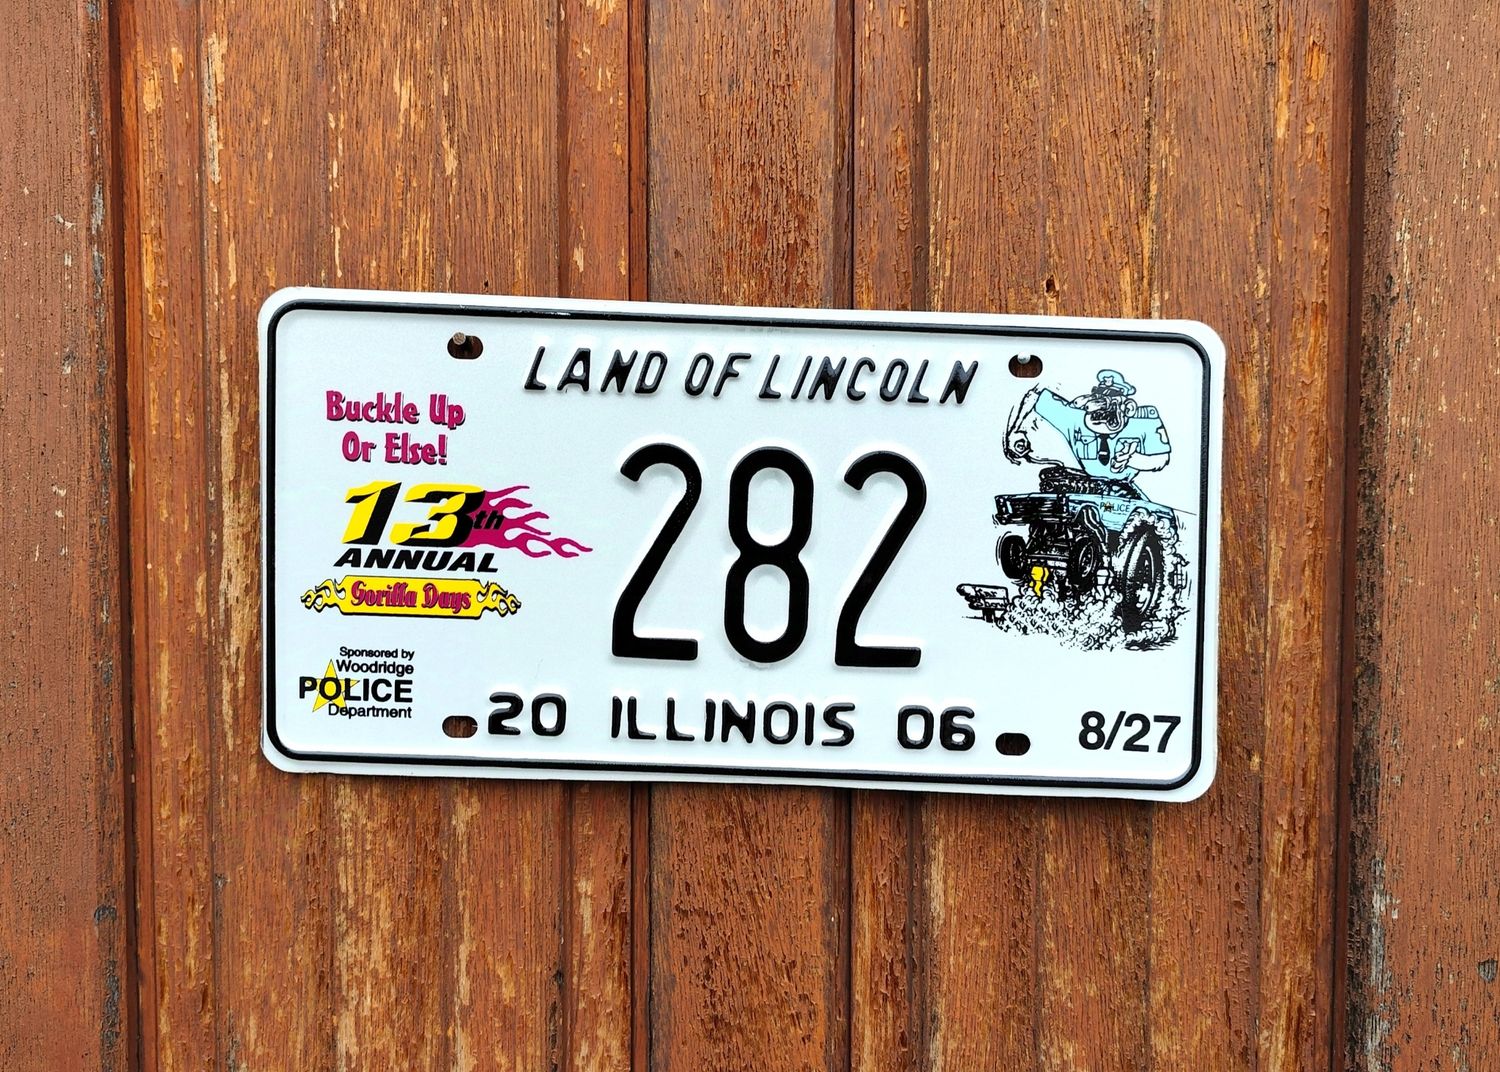 LAND OF LINCOLN
Buckle Up
Or Else!
13th
ANNUAL
Gorilla Days
Sponsored by
Woodridge
POLICE
Department
282
POLICE
20 ILLINOIS 06
8/27